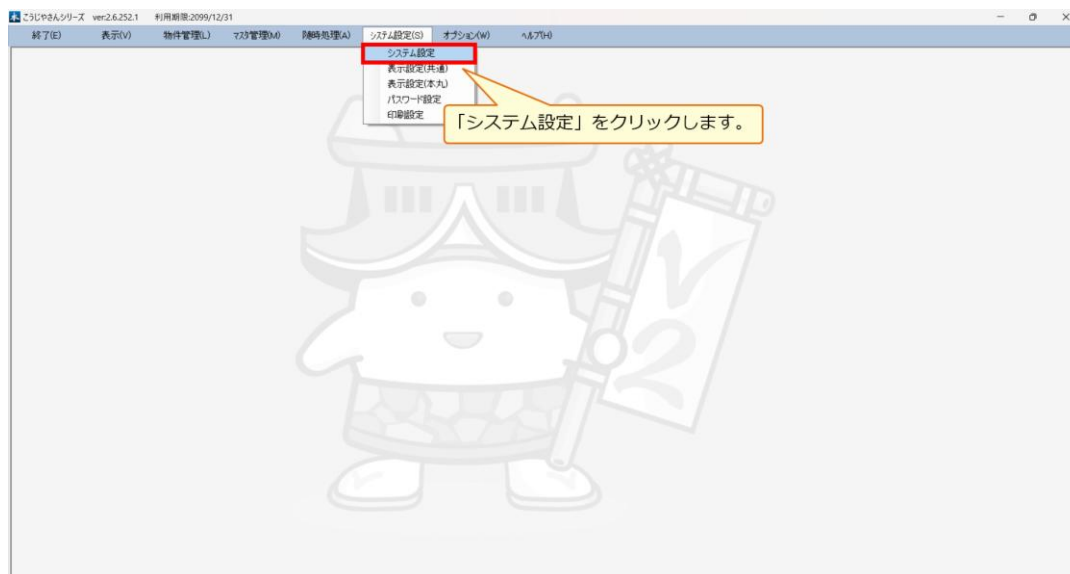 本 こうじやさんシリーズ ver:2.6.252.1 利用期限:2099/12/31
終了(E) 表示(V) 物件管理(L) マスタ管理(M) 随時処理(A) システム設定(S) オプション(W) ヘルプ(H)
システム設定
表示設定(共通)
表示設定(本丸)
パスワード設定
印刷設定
「システム設定」をクリックします。
V2